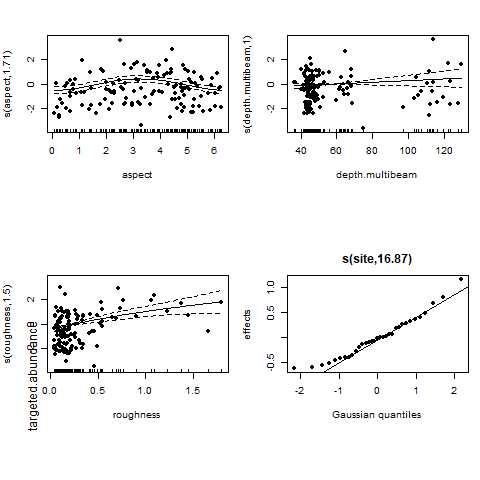 s(aspect,1.71)
2
0
-2
0 1 2 3 4 5 6
aspect
s(depth.multibeam,1)
2
0
-2
40 60 80 100 120
depth.multibeam
s(roughness,1.5)
targeted.abundance
2
0
-2
0.0 0.5 1.0 1.5
roughness
s(site,16.87)
effects
1.0
0.0
-0.5
-2 -1 0 1 2
Gaussian quantiles